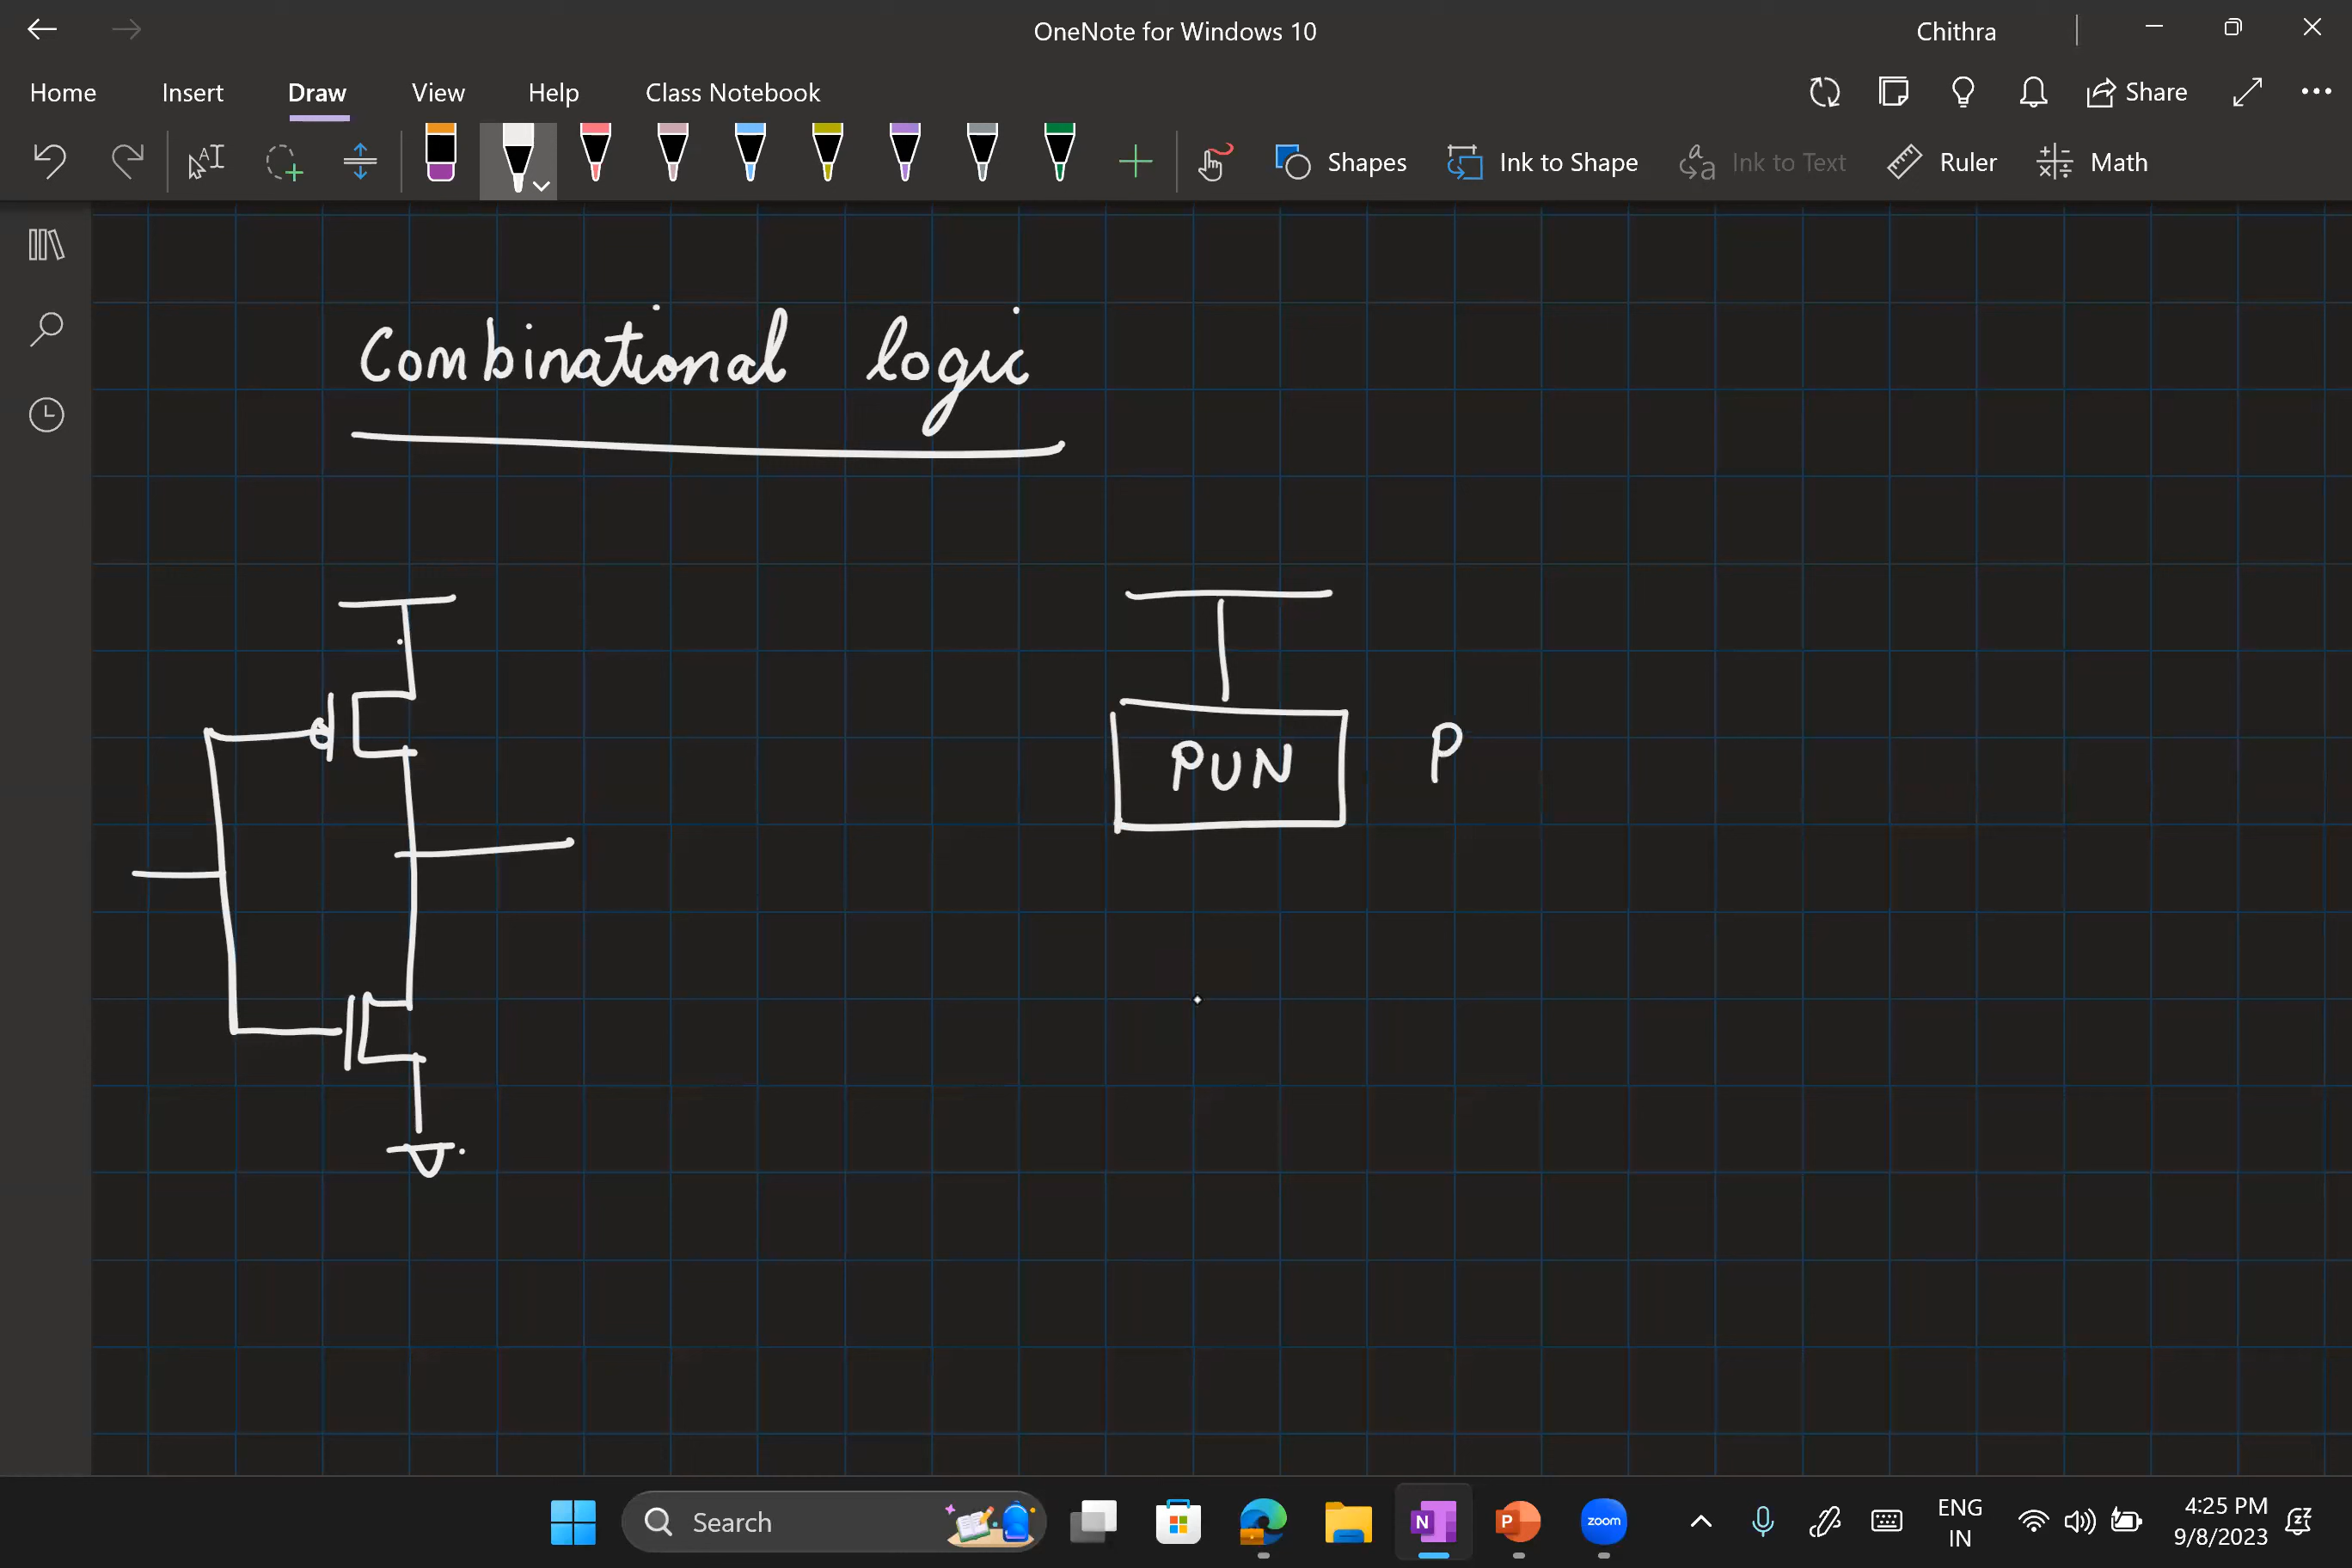 OneNote for Windows 10
Chithra
Home Insert Draw View Help Class Notebook
Share
Shapes Ink to Shape Ink to Text Ruler Math
Combinational logic
PUN P
Search
zoom
ENG
IN
4:25 PM
9/8/2023